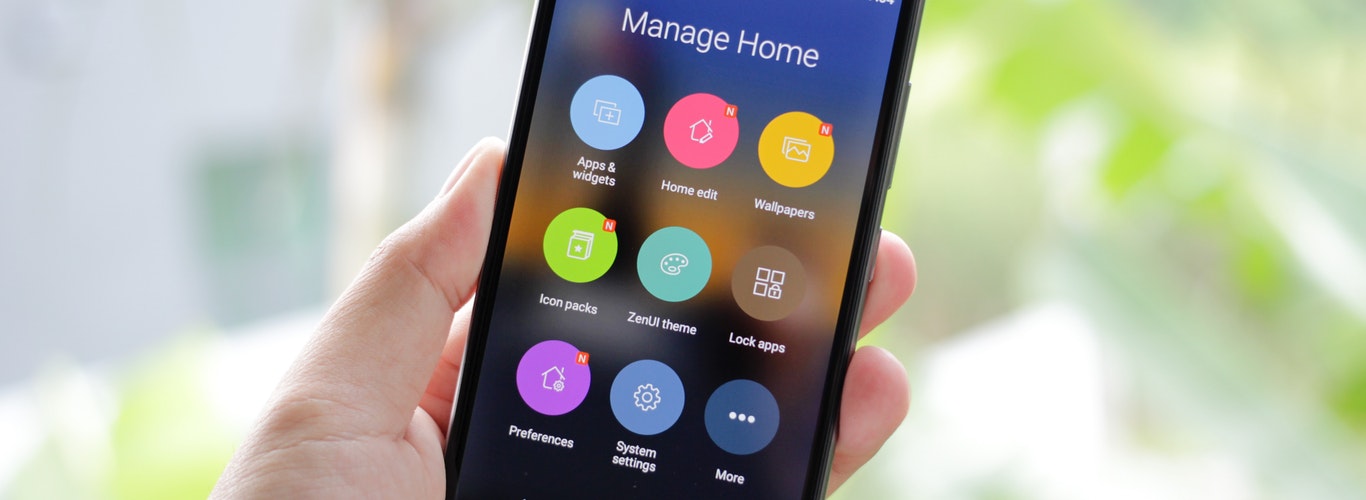 Manage Home
N
N
Apps &
widgets
Home edit
Wallpapers
N
Icon packs
ZenUI theme
Lock apps
N
Preferences
System
settings
More